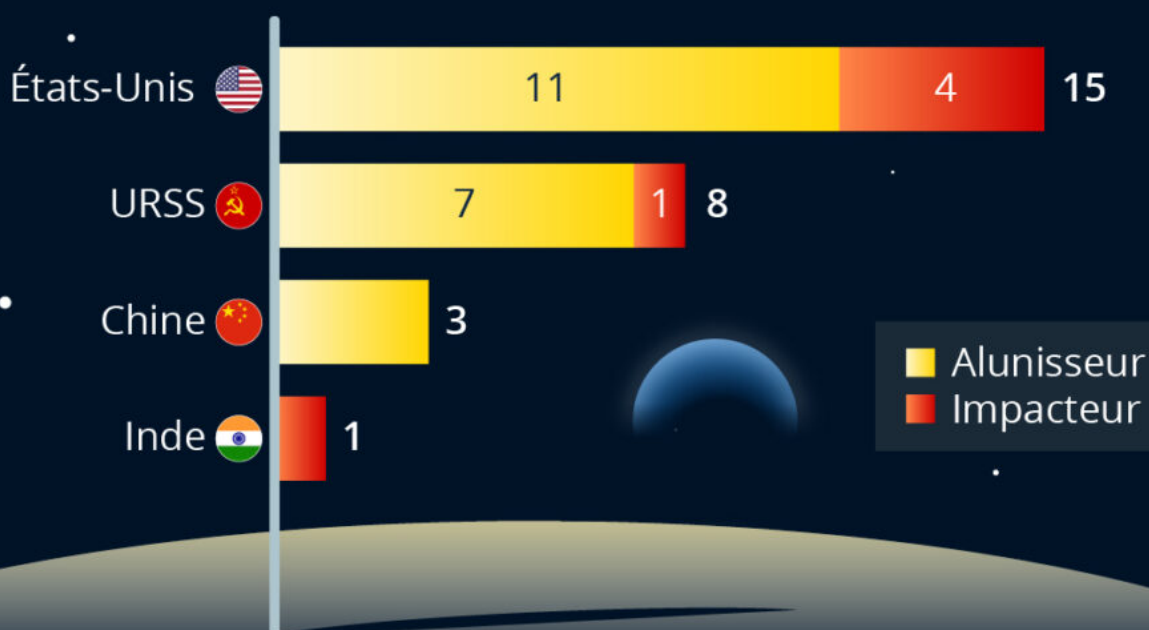 États-Unis 11 4 15
URSS 7 1 8
Chine 3
Inde 1
Alunisseur
Impacteur